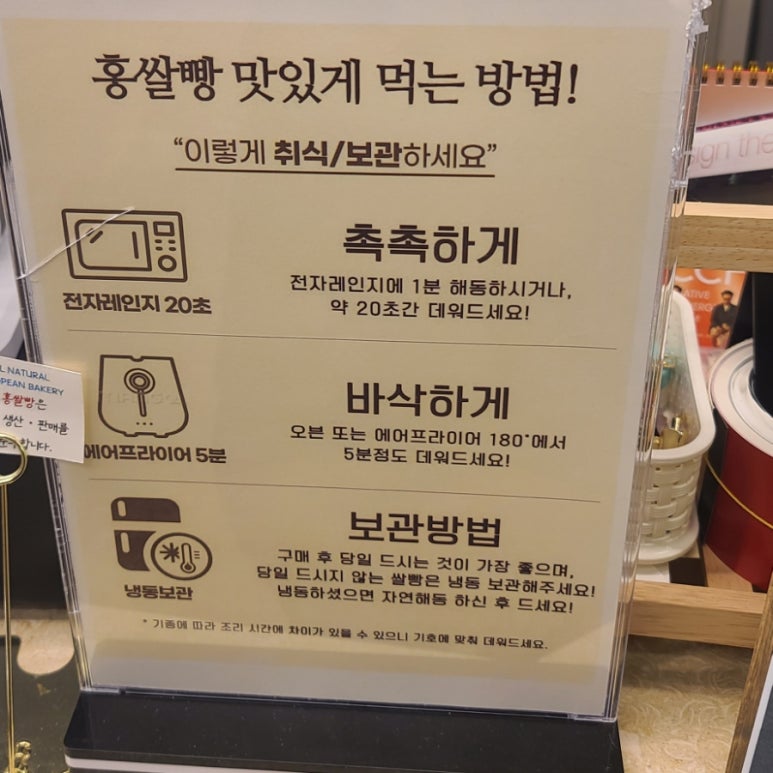 홍쌀빵 맛있게 먹는 방법!
“이렇게 취식/보관하세요”
전자레인지 20초
촉촉하게
전자레인지에 1분 해동하시거나,
약 20초간 데워드세요!
에어프라이어 5분
바삭하게
오븐 또는 에어프라이어 180°에서
5분정도 데워드세요!
냉동보관
보관방법
구매 후 당일 드시는 것이 가장 좋으며,
당일 드시지 않는 쌀빵은 냉동 보관해주세요!
냉동하셨으면 자연해동 하신 후 드세요!
* 기종에 따라 조리 시간에 차이가 있을 수 있으니 기호에 맞춰 데워드세요.
NATURAL
BAKERY
홍쌀빵은
생산・판매를
sign the